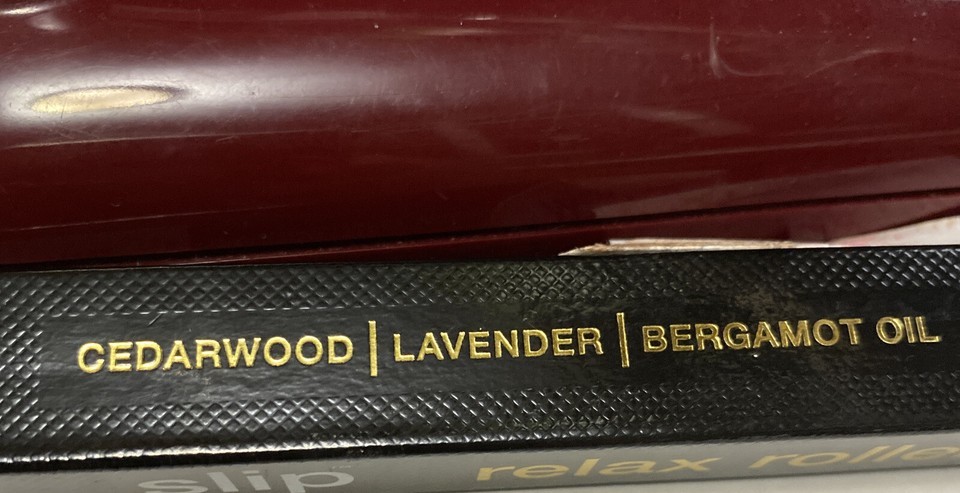 CEDARWOOD | LAVENDER | BERGAMOT OIL
slip relax rolle